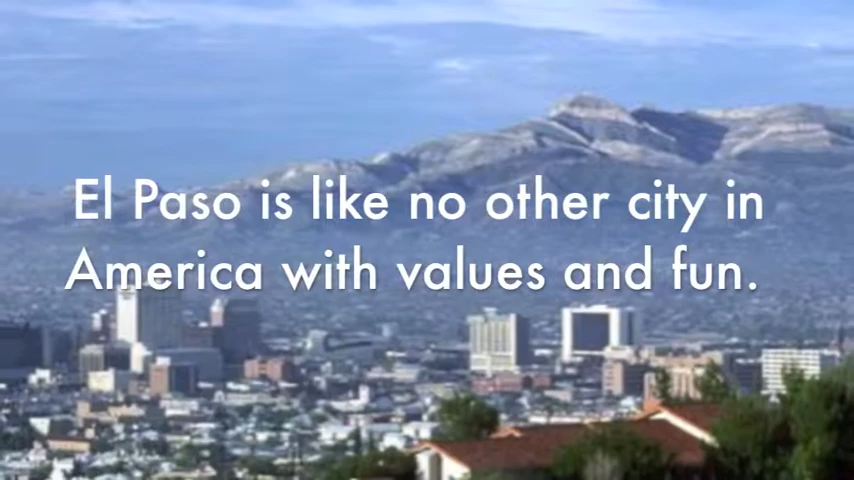 El Paso is like no other city in
America with values and fun.